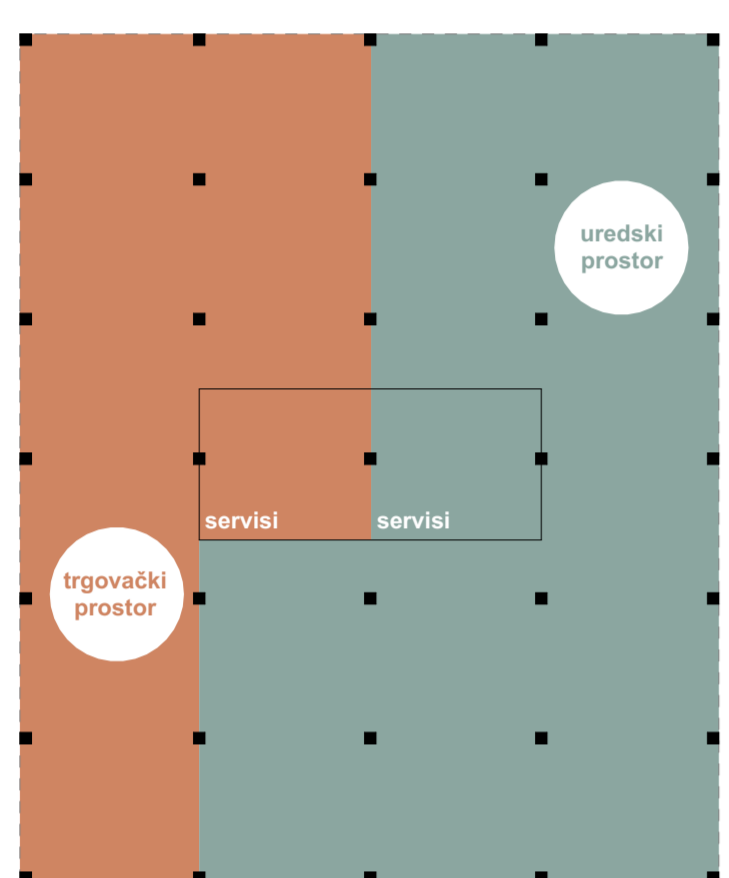 uredski
prostor
servisi
servisi
trgovački
prostor